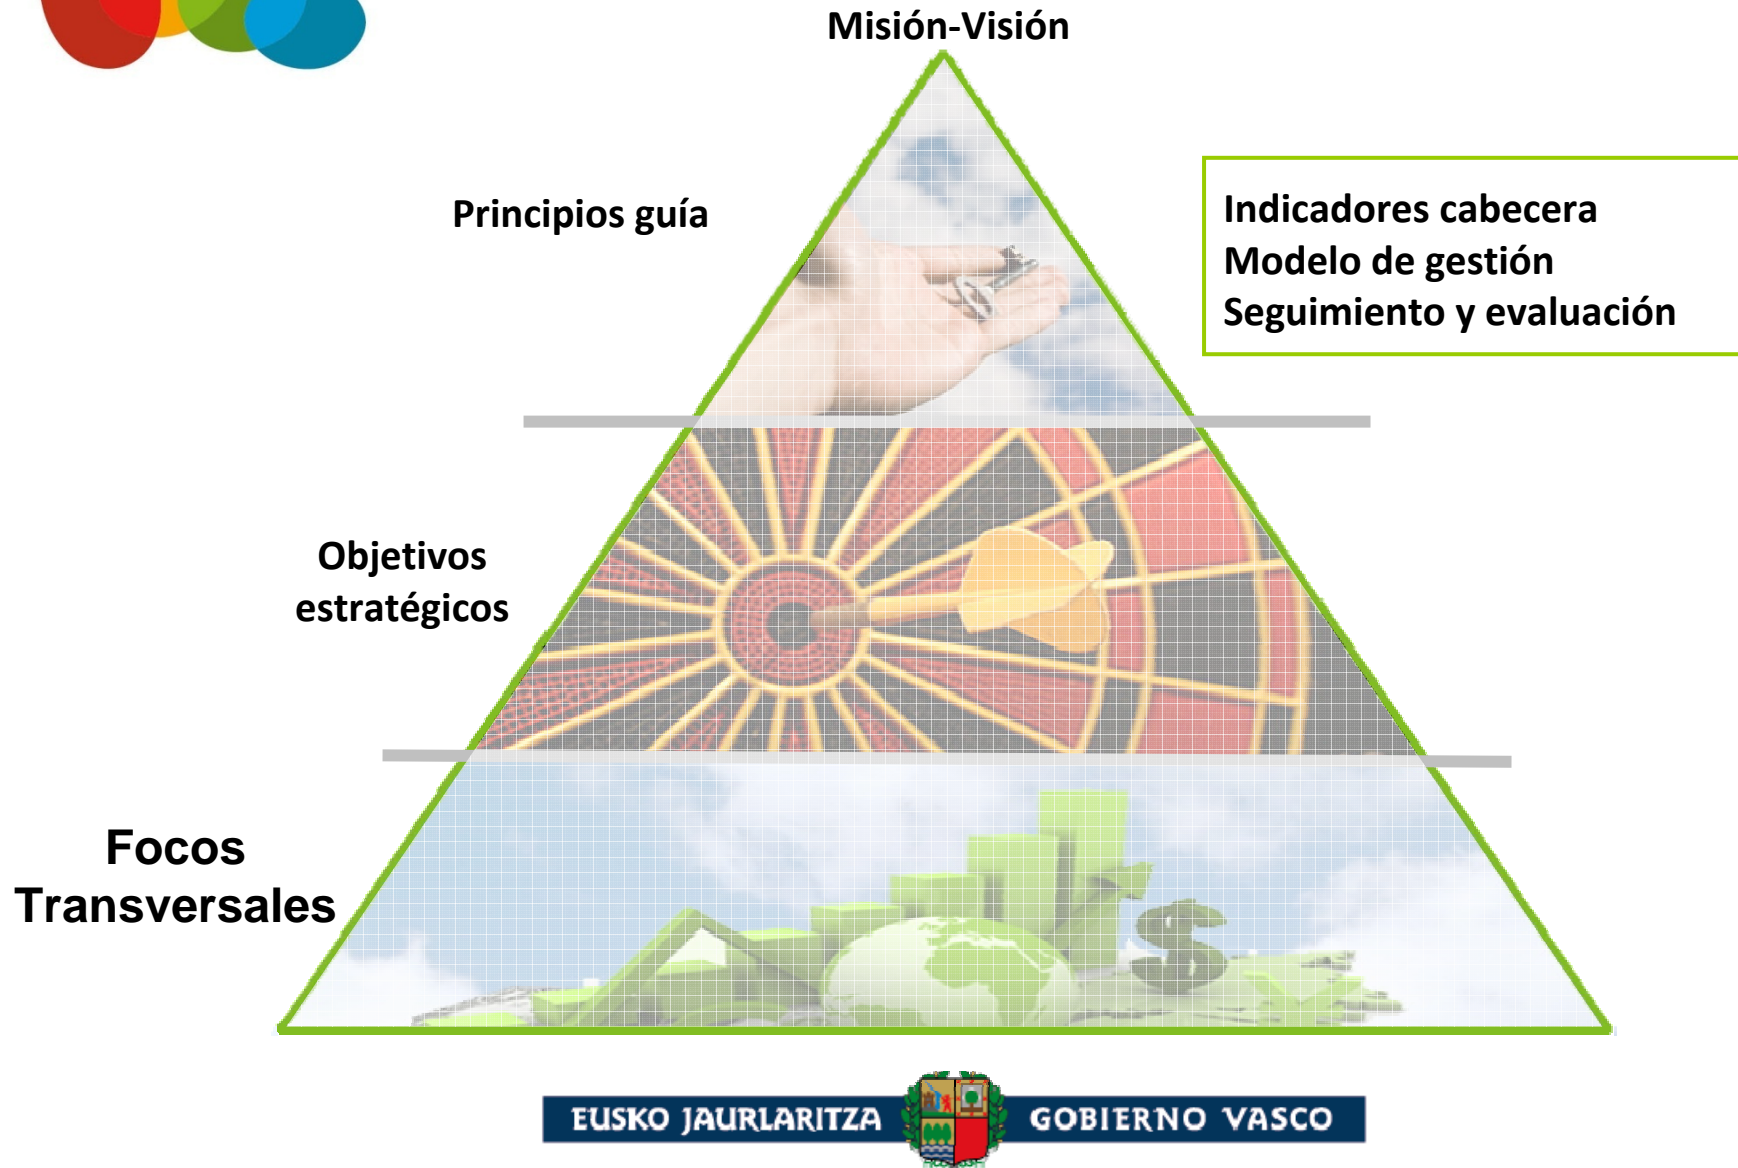 Misión-Visión
Principios guía
Indicadores cabecera
Modelo de gestión
Seguimiento y evaluación
Objetivos
estratégicos
Focos
Transversales
$
EUSKO JAURLARITZA
GOBIERNO VASCO